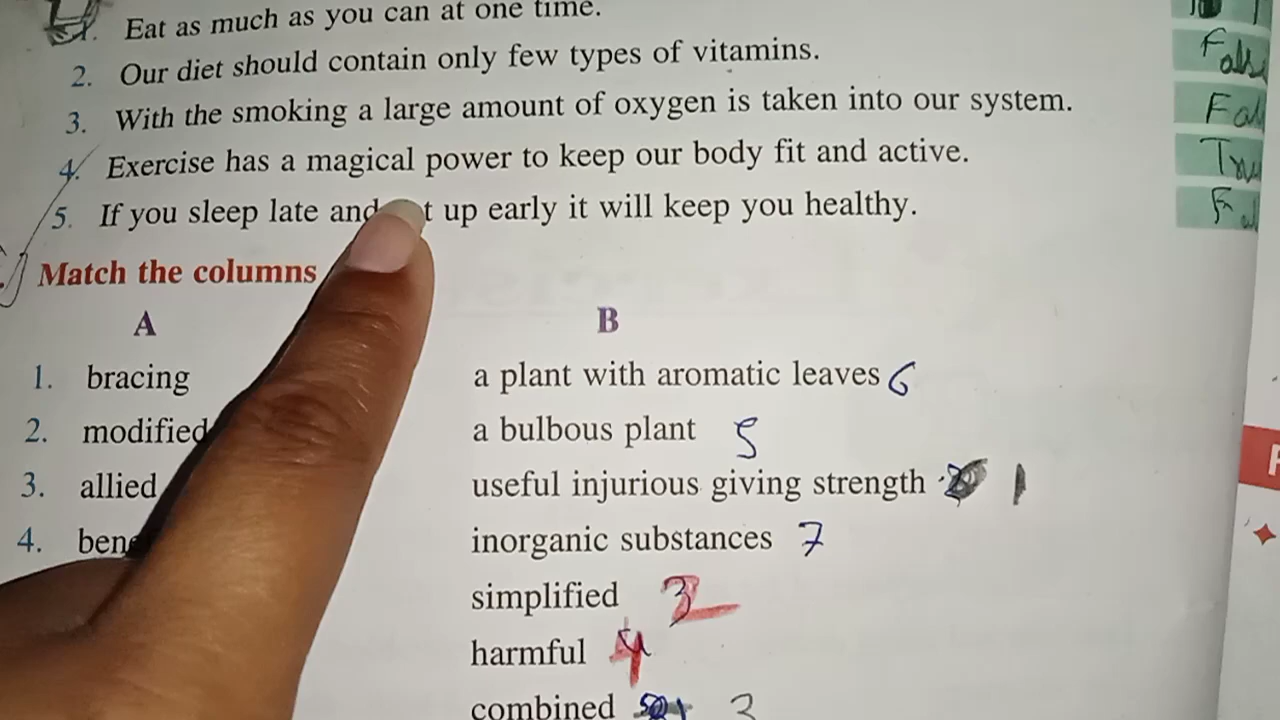 1. Eat as much as you can at one time.
2. Our diet should contain only few types of vitamins. False
3. With the smoking a large amount of oxygen is taken into our system. Fal
4. Exercise has a magical power to keep our body fit and active. Tru
5. If you sleep late and up early it will keep you healthy. Fal
Match the columns
A B
1. bracing a plant with aromatic leaves 6
2. modified a bulbous plant 5
3. allied useful injurious giving strength 1
4. inorganic substances 7
simplified 2
harmful 4
combined 3